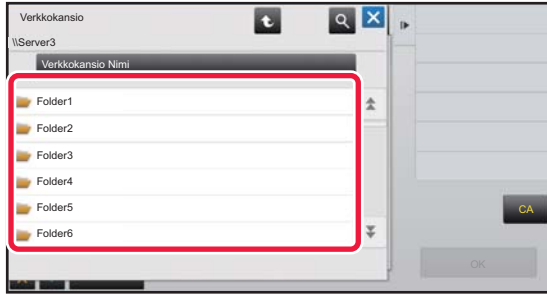 Verkkokansio
\\Server3
Verkkokansio Nimi
Folder1
Folder2
Folder3
Folder4
Folder5
Folder6
CA
OK